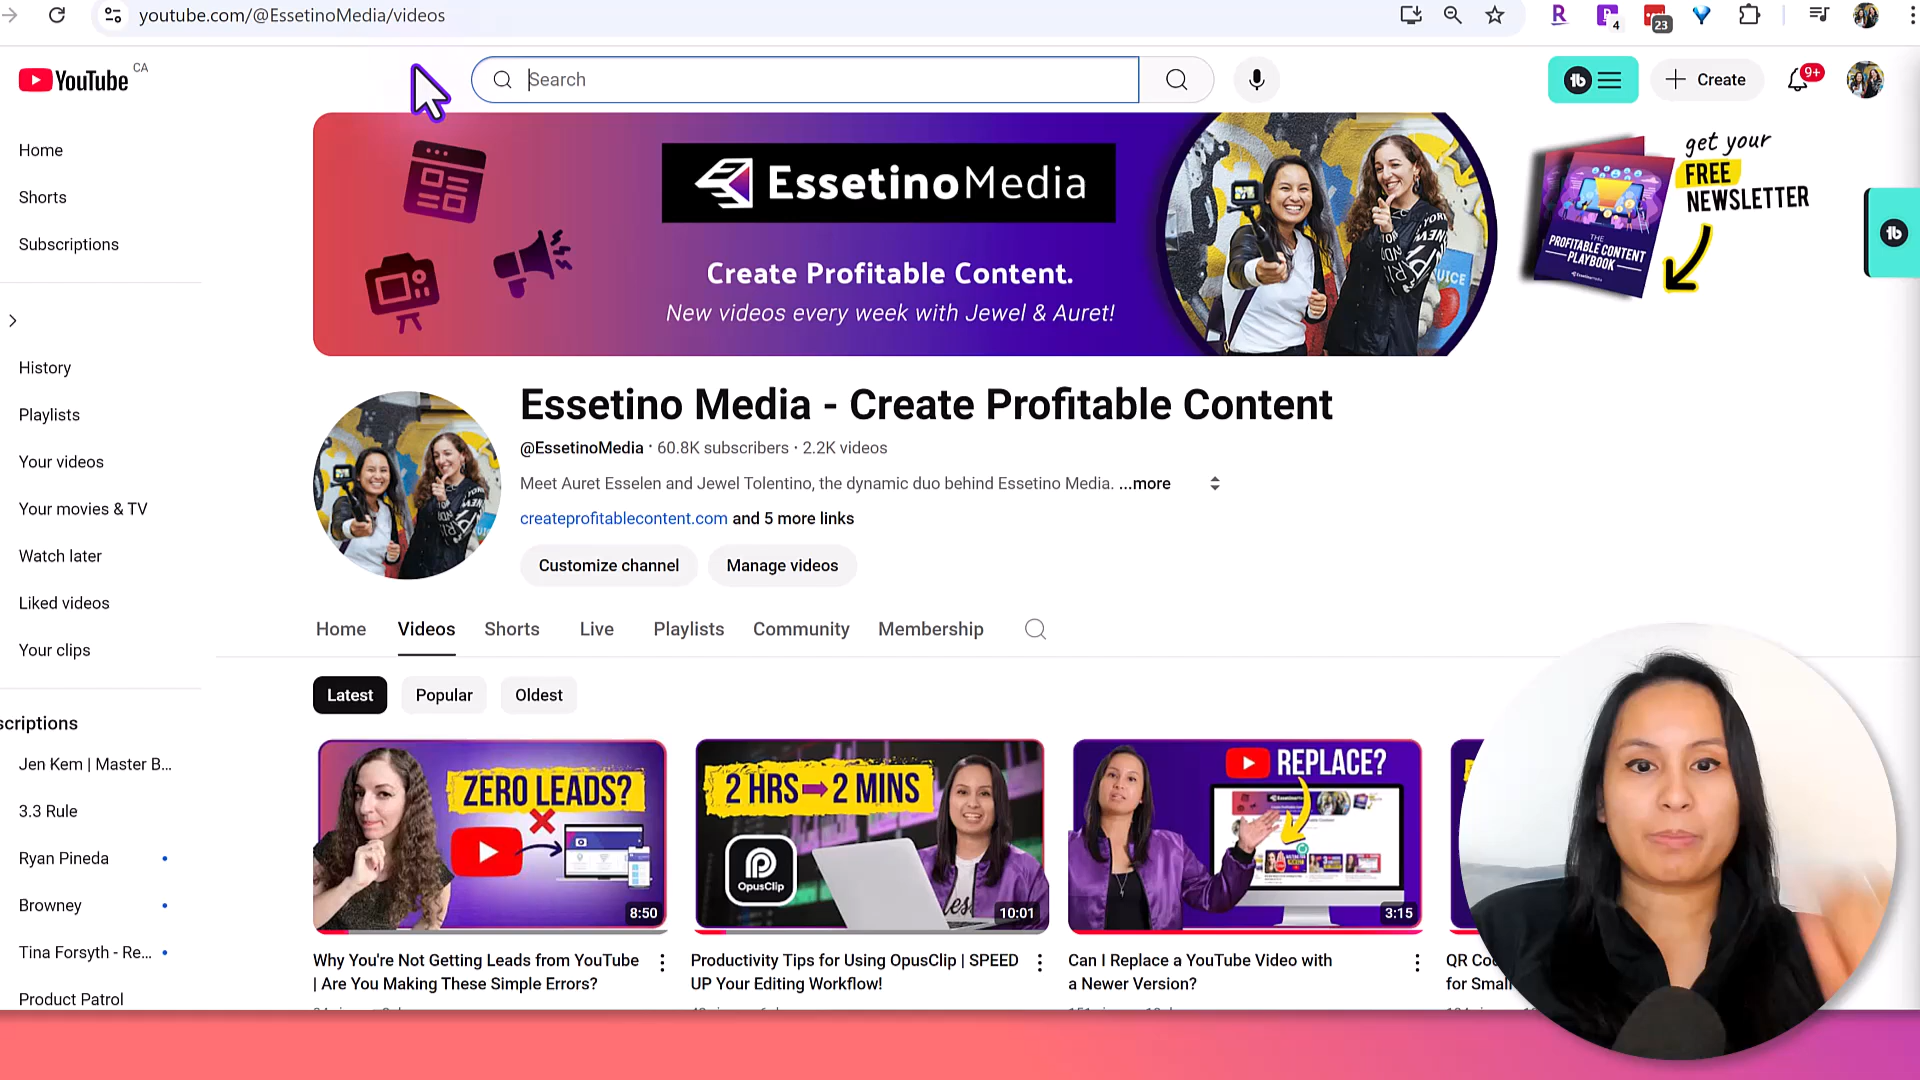 youtube.com/@EssetinoMedia/videos
4
23
YouTube CA
Search
Create
9+
Home
Shorts
Subscriptions
History
Playlists
Your videos
Your movies & TV
Watch later
Liked videos
Your clips
scriptions
Jen Kem | Master B...
3.3 Rule
Ryan Pineda
Browney
Tina Forsyth - Re...
Product Patrol
EssetinoMedia
Create Profitable Content.
New videos every week with Jewel & Auret!
get your
FREE
NEWSLETTER
THE
PROFITABLE CONTENT
PLAYBOOK
Essetino Media - Create Profitable Content
@EssetinoMedia · 60.8K subscribers · 2.2K videos
Meet Auret Esselen and Jewel Tolentino, the dynamic duo behind Essetino Media. ...more
createprofitablecontent.com and 5 more links
Customize channel
Manage videos
Home
Videos
Shorts
Live
Playlists
Community
Membership
Latest
Popular
Oldest
ZERO LEADS?
8:50
2 HRS 2 MINS
OpusClip
10:01
REPLACE?
3:15
Why You're Not Getting Leads from YouTube
| Are You Making These Simple Errors?
Productivity Tips for Using OpusClip | SPEED
UP Your Editing Workflow!
Can I Replace a YouTube Video with
a Newer Version?
QR Co
for Small